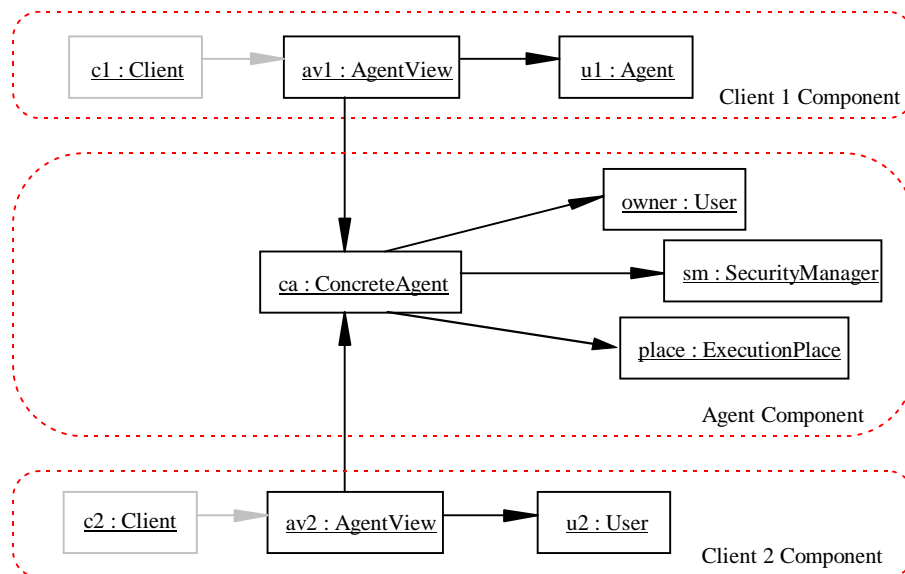 c1 : Client
av1 : AgentView
u1 : Agent
Client 1 Component
owner : User
sm : SecurityManager
ca : ConcreteAgent
place : ExecutionPlace
Agent Component
c2 : Client
av2 : AgentView
u2 : User
Client 2 Component